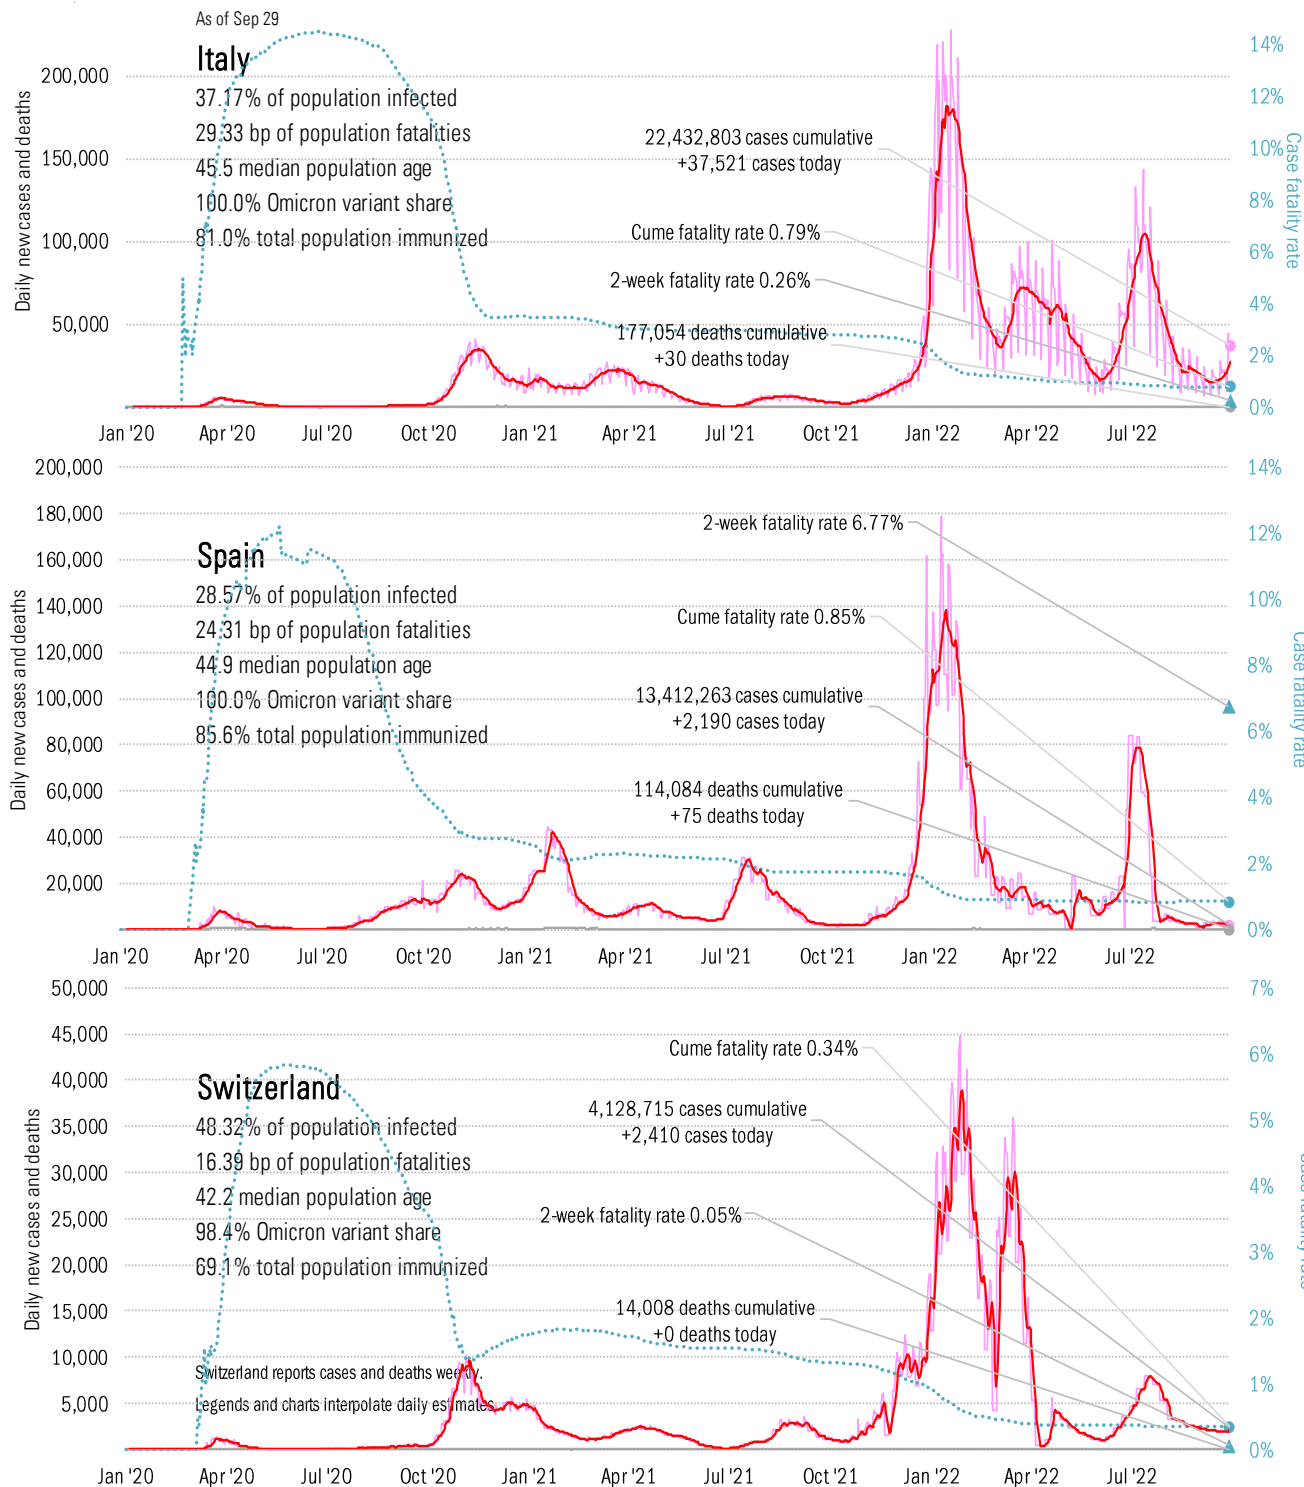 As of Sep 29
Italy
37.17% of population infected
29.33 bp of population fatalities
45.5 median population age
100.0% Omicron variant share
81.0% total population immunized
22,432,803 cases cumulative
+37,521 cases today
Cume fatality rate 0.79%
2-week fatality rate 0.26%
177,054 deaths cumulative
+30 deaths today
Daily new cases and deaths
200,000
150,000
100,000
50,000
14%
12%
10%
8%
6%
4%
2%
0%
Case fatality rate
Jan '20 Apr '20 Jul '20 Oct '20 Jan '21 Apr '21 Jul '21 Oct '21 Jan '22 Apr '22 Jul '22
Spain
28.57% of population infected
24.31 bp of population fatalities
44.9 median population age
100.0% Omicron variant share
85.6% total population immunized
2-week fatality rate 6.77%
Cume fatality rate 0.85%
13,412,263 cases cumulative
+2,190 cases today
114,084 deaths cumulative
+75 deaths today
Daily new cases and deaths
200,000
180,000
160,000
140,000
120,000
100,000
80,000
60,000
40,000
20,000
14%
12%
10%
8%
6%
4%
2%
0%
Case fatality rate
Jan '20 Apr '20 Jul '20 Oct '20 Jan '21 Apr '21 Jul '21 Oct '21 Jan '22 Apr '22 Jul '22
Switzerland
48.32% of population infected
16.39 bp of population fatalities
42.2 median population age
98.4% Omicron variant share
69.1% total population immunized
Switzerland reports cases and deaths weekly.
Legends and charts interpolate daily estimates.
Cume fatality rate 0.34%
4,128,715 cases cumulative
+2,410 cases today
2-week fatality rate 0.05%
14,008 deaths cumulative
+0 deaths today
Daily new cases and deaths
50,000
45,000
40,000
35,000
30,000
25,000
20,000
15,000
10,000
5,000
7%
6%
5%
4%
3%
2%
1%
0%
Jan '20 Apr '20 Jul '20 Oct '20 Jan '21 Apr '21 Jul '21 Oct '21 Jan '22 Apr '22 Jul '22